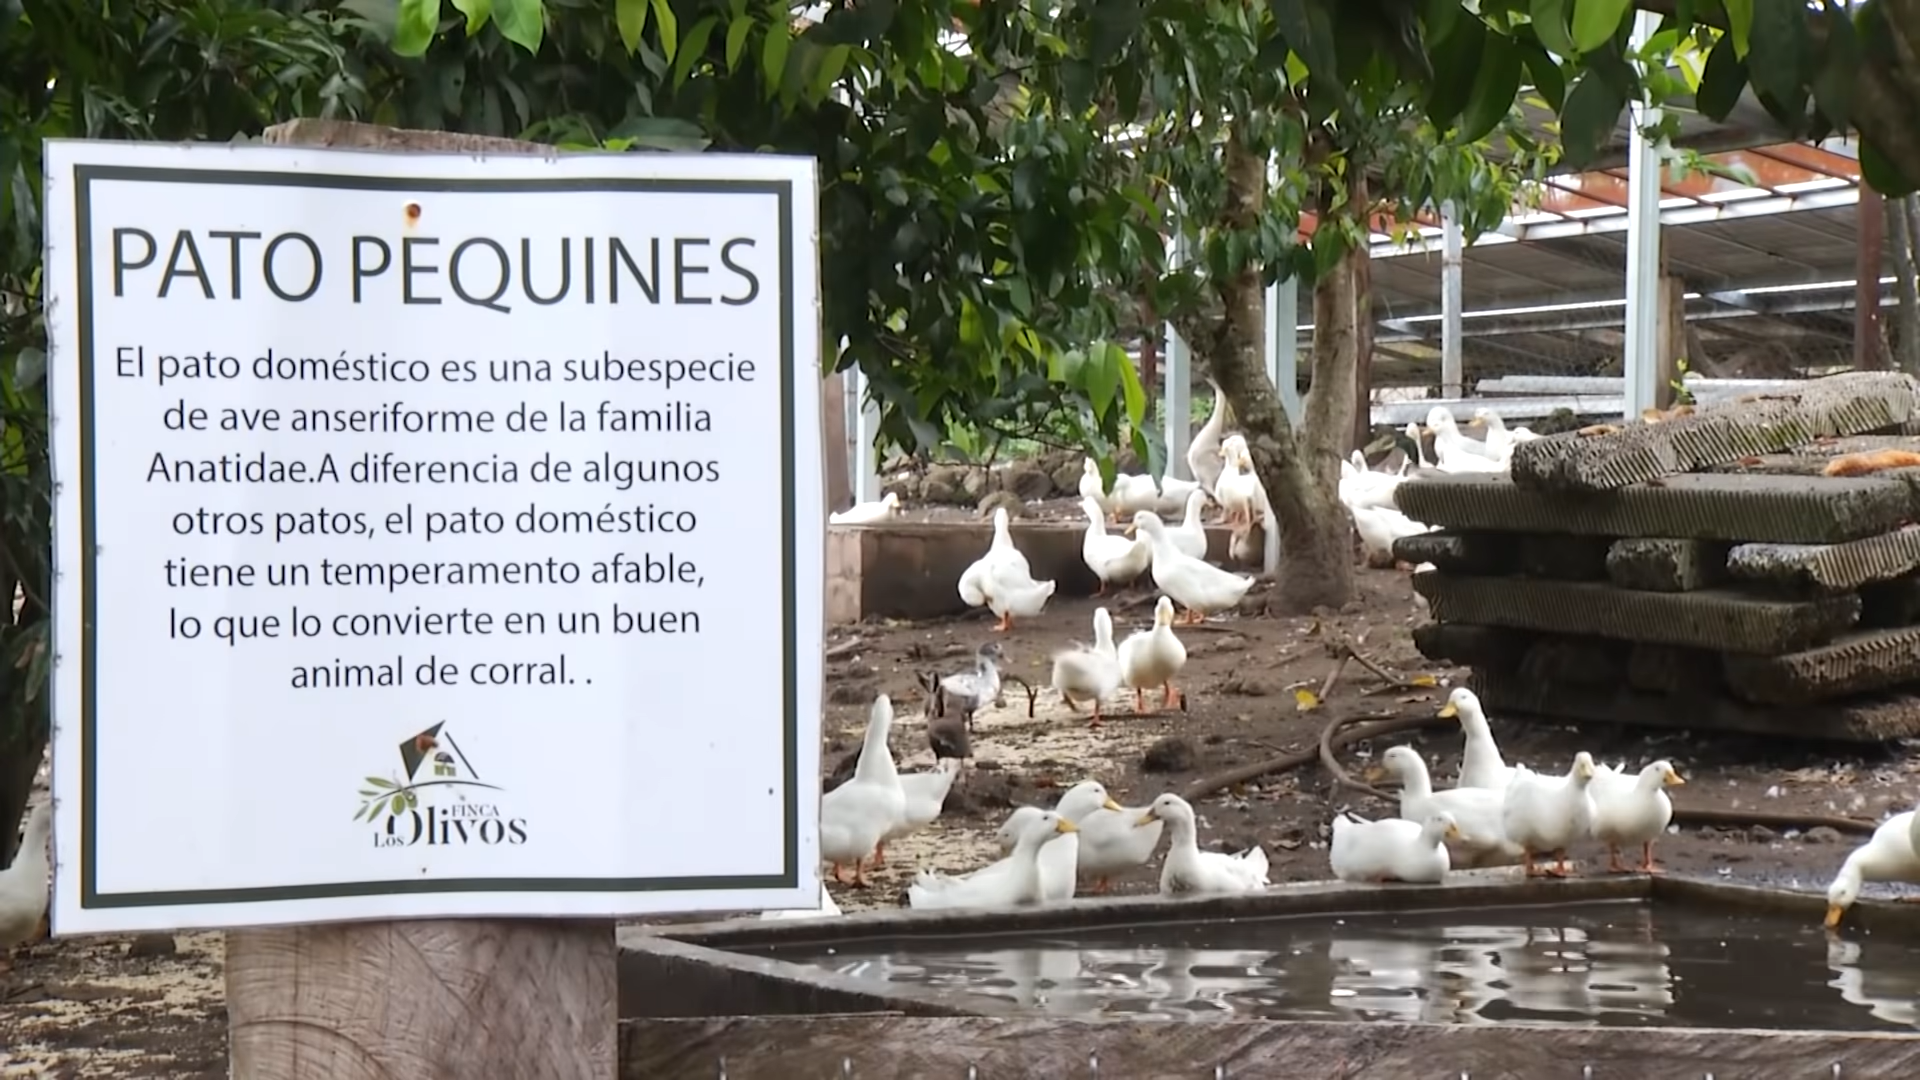 PATO PEQUINES
El pato doméstico es una subespecie
de ave anseriforme de la familia
Anatidae.A diferencia de algunos
otros patos, el pato doméstico
tiene un temperamento afable,
lo que lo convierte en un buen
animal de corral. .
FINCA
LOS Olivos